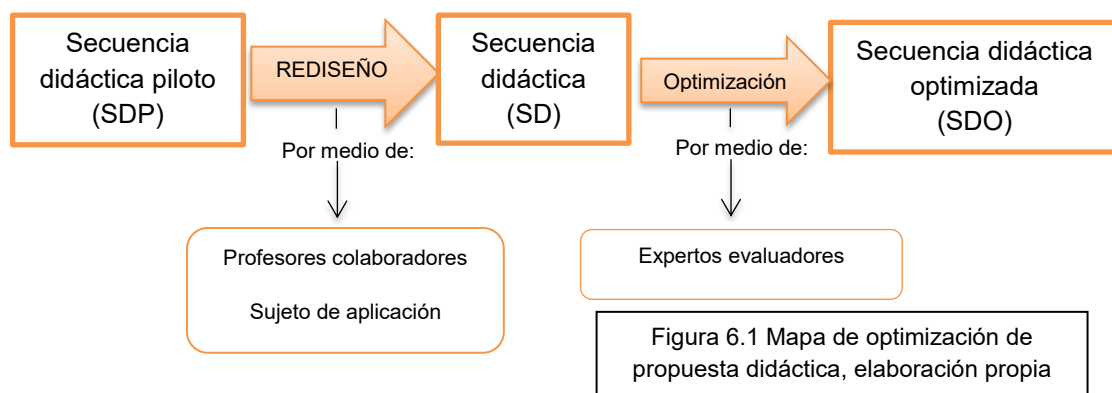 Secuencia
didáctica piloto
(SDP)
REDISEÑO
Secuencia
didáctica
(SD)
Optimización
Secuencia didáctica
optimizada
(SDO)
Por medio de:
Por medio de:
Profesores colaboradores
Sujeto de aplicación
Expertos evaluadores
Figura 6.1 Mapa de optimización de
propuesta didáctica, elaboración propia